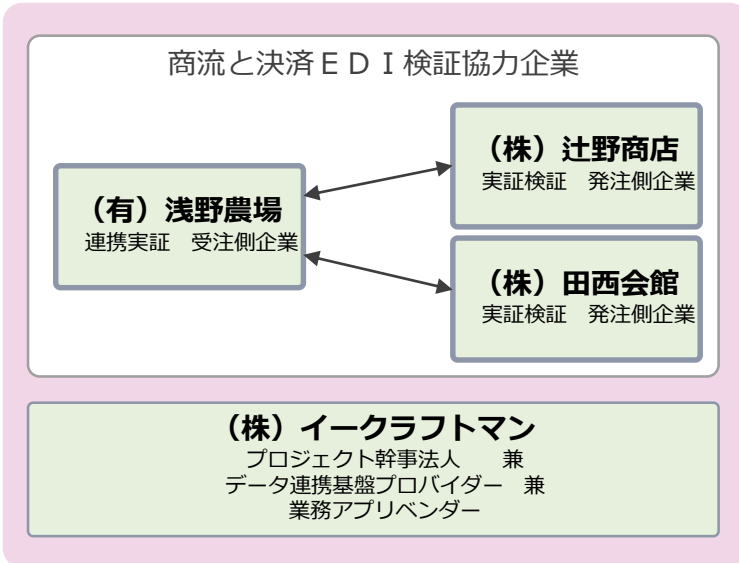 商流と決済ＥＤＩ検証協力企業
（有）浅野農場
連携実証　受注側企業
（株）辻野商店
実証検証　発注側企業
（株）田西会館
実証検証　発注側企業
（株）イークラフトマン
プロジェクト幹事法人　　兼
データ連携基盤プロバイダー　兼
業務アプリベンダー